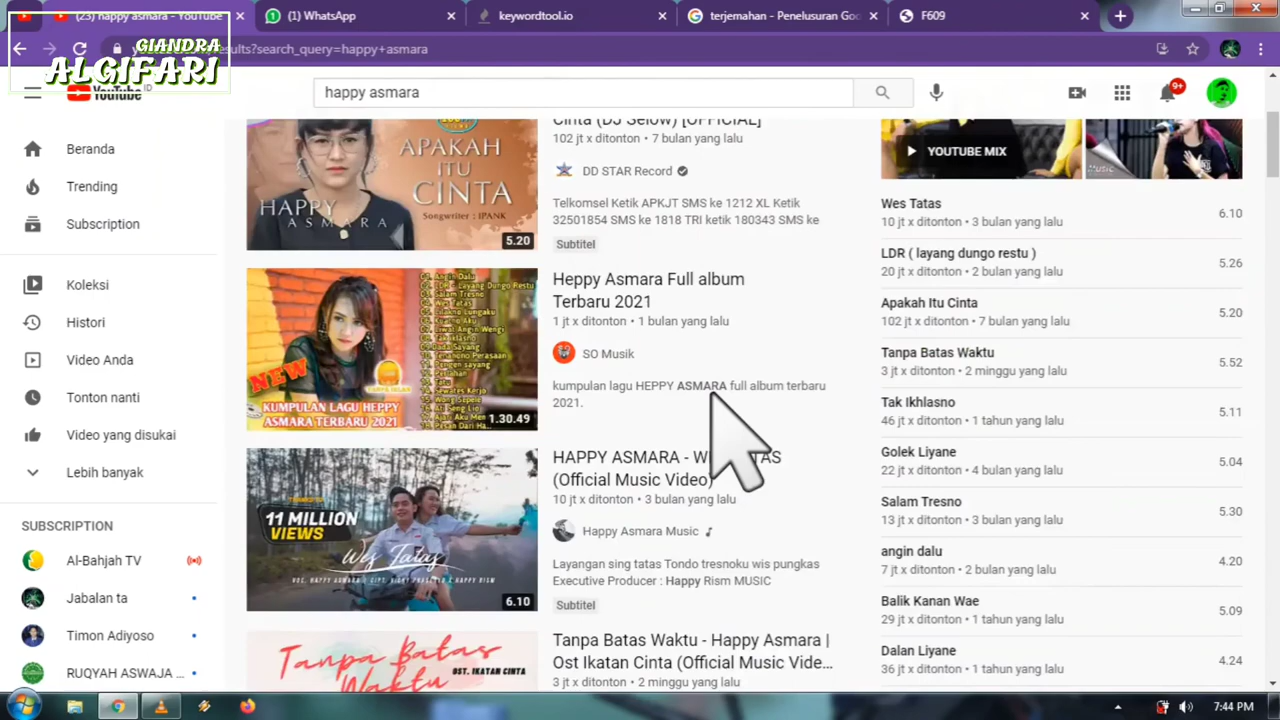 (23) happy asmara - YouTube
(1) WhatsApp
keywordtool.io
terjemahan - Penelusuran Goo
F609
results?search_query=happy+asmara
GIANDRA
ALGIFARI
YouTube ID
happy asmara
9+
Beranda
Trending
Subscription
Koleksi
Histori
Video Anda
Tonton nanti
Video yang disukai
Lebih banyak
SUBSCRIPTION
Al-Bahjah TV
Jabalan ta
Timon Adiyoso
RUQYAH ASWAJA ...
APAKAH
ITU
CINTA
Songwriter : IPANK
HAPPY
ASMARA
5.20
Cinta (DJ Selow) [OFFICIAL]
102 jt x ditonton • 7 bulan yang lalu
DD STAR Record
Telkomsel Ketik APKJT SMS ke 1212 XL Ketik
32501854 SMS ke 1818 TRI ketik 180343 SMS ke
Subtitel
NEW
KUMPULAN LAGU HEPPY
ASMARA TERBARU 2021
1.30.49
Heppy Asmara Full album
Terbaru 2021
1 jt x ditonton • 1 bulan yang lalu
SO Musik
kumpulan lagu HEPPY ASMARA full album terbaru
2021.
11 MILLION
VIEWS
Wes Tatas
6.10
HAPPY ASMARA - W TAS
(Official Music Video)
10 jt x ditonton • 3 bulan yang lalu
Happy Asmara Music
Layangan sing tatas Tondo tresnoku wis pungkas
Executive Producer : Happy Rism MUSIC
Subtitel
Tanpa Batas
Waktu
OST. IKATAN CINTA
Tanpa Batas Waktu - Happy Asmara |
Ost Ikatan Cinta (Official Music Vide...
3 jt x ditonton • 2 minggu yang lalu
YOUTUBE MIX
Music
Wes Tatas
10 jt x ditonton • 3 bulan yang lalu
6.10
LDR ( layang dungo restu )
20 jt x ditonton • 2 bulan yang lalu
5.26
Apakah Itu Cinta
102 jt x ditonton • 7 bulan yang lalu
5.20
Tanpa Batas Waktu
3 jt x ditonton • 2 minggu yang lalu
5.52
Tak Ikhlasno
46 jt x ditonton • 1 tahun yang lalu
5.11
Golek Liyane
22 jt x ditonton • 4 bulan yang lalu
5.04
Salam Tresno
13 jt x ditonton • 3 bulan yang lalu
5.30
angin dalu
7 jt x ditonton • 2 bulan yang lalu
4.20
Balik Kanan Wae
29 jt x ditonton • 1 tahun yang lalu
5.09
Dalan Liyane
36 jt x ditonton • 1 tahun yang lalu
4.24
7:44 PM